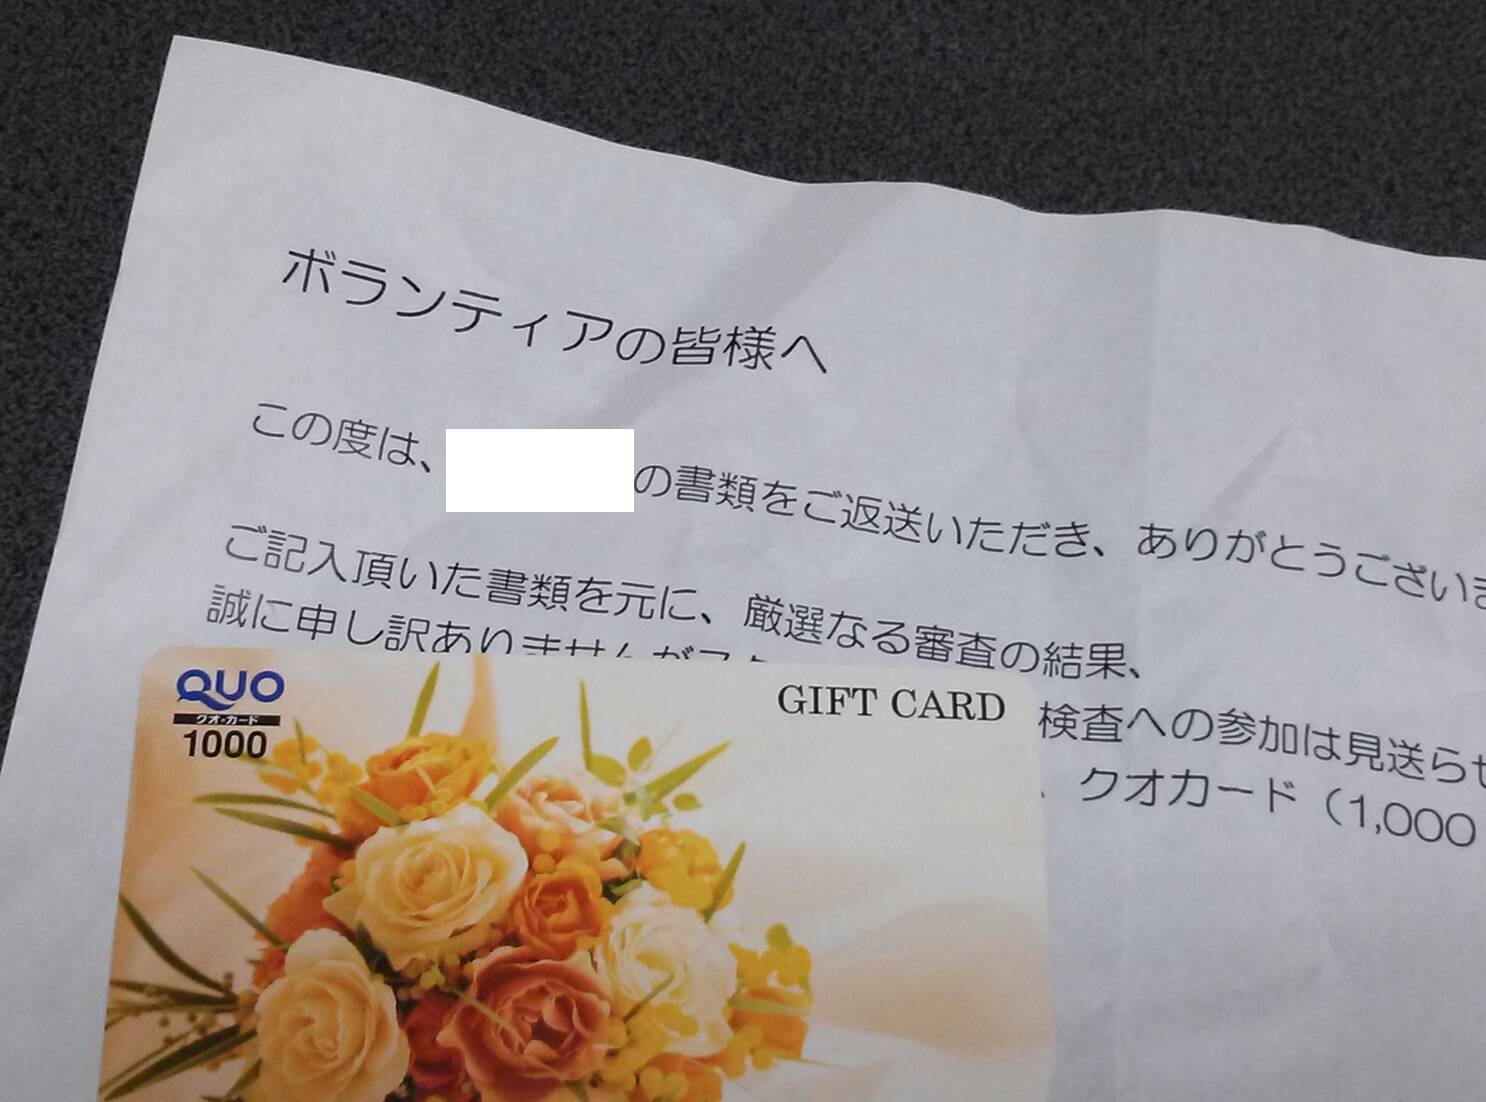 ボランティアの皆様へ
この度は、
の書類をご返送いただき、ありがとうござい
ご記入頂いた書類を元に、厳選なる審査の結果、
誠に申し訳ありませんが
検査への参加は見送ら
、クオカード(1,000
QUO
クオ・カード
1000
GIFT CARD